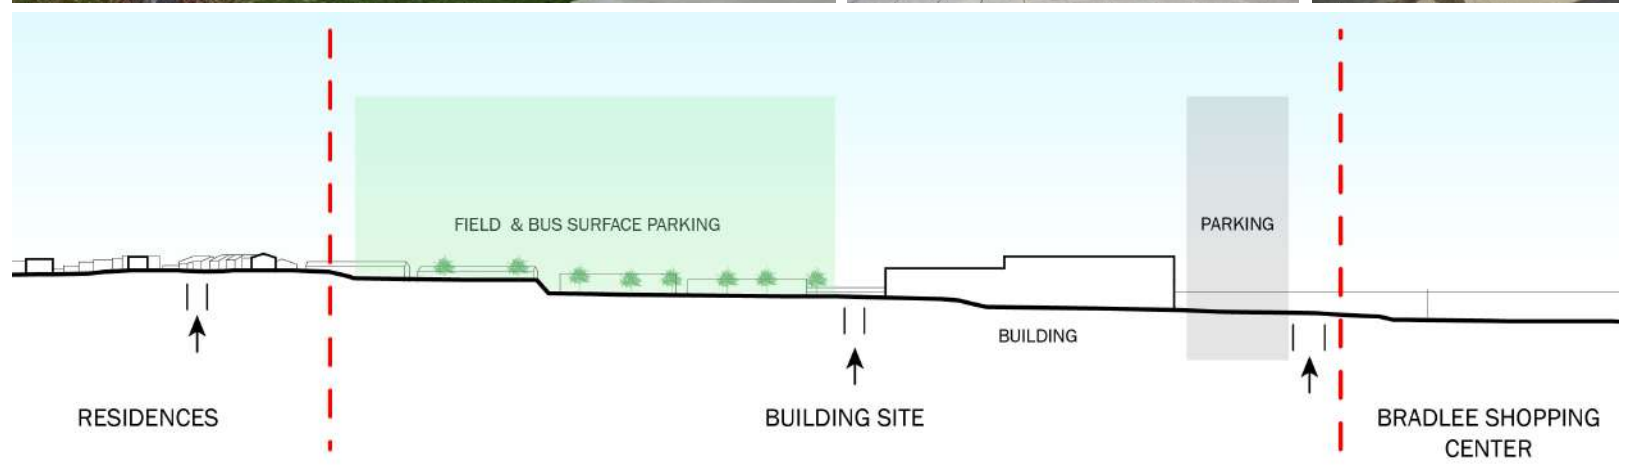 FIELD & BUS SURFACE PARKING
PARKING
BUILDING
RESIDENCES
BUILDING SITE
BRADLEE SHOPPING
CENTER